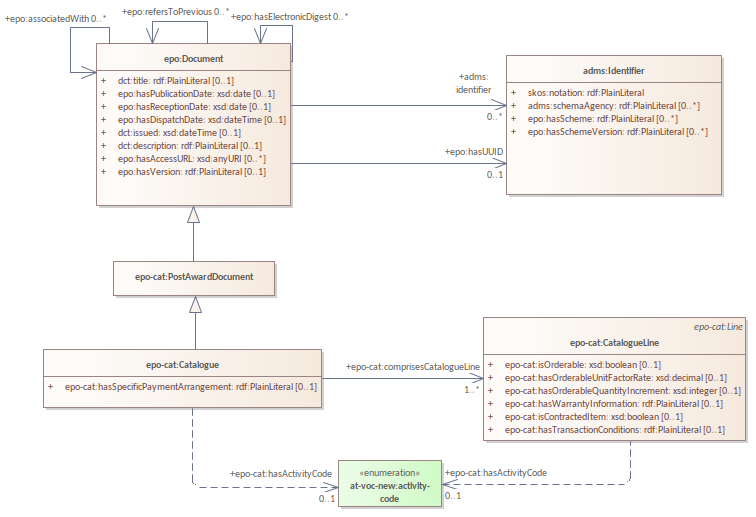 +epo:associatedWith 0..*
+epo:refersToPrevious 0..*
+epo:hasElectronicDigest 0..*
epo:Document
+ dct:title: rdf:PlainLiteral [0..1]
+ epo:hasPublicationDate: xsd:date [0..1]
+ epo:hasReceptionDate: xsd:date [0..1]
+ epo:hasDispatchDate: xsd:dateTime [0..1]
+ dct:issued: xsd:dateTime [0..1]
+ dct:description: rdf:PlainLiteral [0..1]
+ epo:hasAccessURL: xsd:anyURI [0..*]
+ epo:hasVersion: rdf:PlainLiteral [0..1]
+adms:
identifier
0..*
+epo:hasUUID
0..1
adms:Identifier
+ skos:notation: rdf:PlainLiteral
+ adms:schemaAgency: rdf:PlainLiteral [0..*]
+ epo:hasScheme: rdf:PlainLiteral [0..*]
+ epo:hasSchemeVersion: rdf:PlainLiteral [0..*]
epo-cat:PostAwardDocument
epo-cat:Catalogue
+ epo-cat:hasSpecificPaymentArrangement: rdf:PlainLiteral [0..1]
+epo-cat:comprisesCatalogueLine
1..*
epo-cat:Line
epo-cat:CatalogueLine
+ epo-cat:isOrderable: xsd:boolean [0..1]
+ epo-cat:hasOrderableUnitFactorRate: xsd:decimal [0..1]
+ epo-cat:hasOrderableQuantityIncrement: xsd:integer [0..1]
+ epo-cat:hasWarrantyInformation: rdf:PlainLiteral [0..1]
+ epo-cat:isContractedItem: xsd:boolean [0..1]
+ epo-cat:hasTransactionConditions: rdf:PlainLiteral [0..1]
+epo-cat:hasActivityCode
0..1
«enumeration»
at-voc-new:activity-
code
+epo-cat:hasActivityCode
0..1